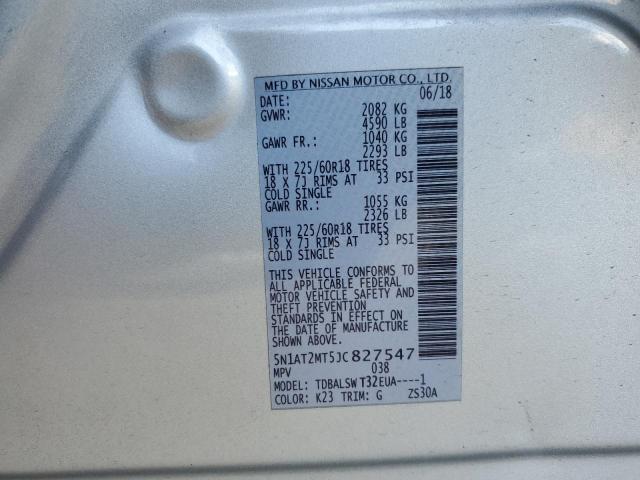 MFD BY NISSAN MOTOR CO., LTD.
DATE: 06/18
GVWR: 2082 KG
4590 LB
GAWR FR.: 1040 KG
2293 LB
WITH 225/60R18 TIRES
18 X 7J RIMS AT 33 PSI
COLD SINGLE
GAWR RR.: 1055 KG
2326 LB
WITH 225/60R18 TIRES
18 X 7J RIMS AT 33 PSI
COLD SINGLE
THIS VEHICLE CONFORMS TO
ALL APPLICABLE FEDERAL
MOTOR VEHICLE SAFETY AND
THEFT PREVENTION
STANDARDS IN EFFECT ON
THE DATE OF MANUFACTURE
SHOWN ABOVE.
5N1AT2MT5JC827547
MPV 038
MODEL: TDBALSW T32EUA----1
COLOR: K23 TRIM: G ZS30A